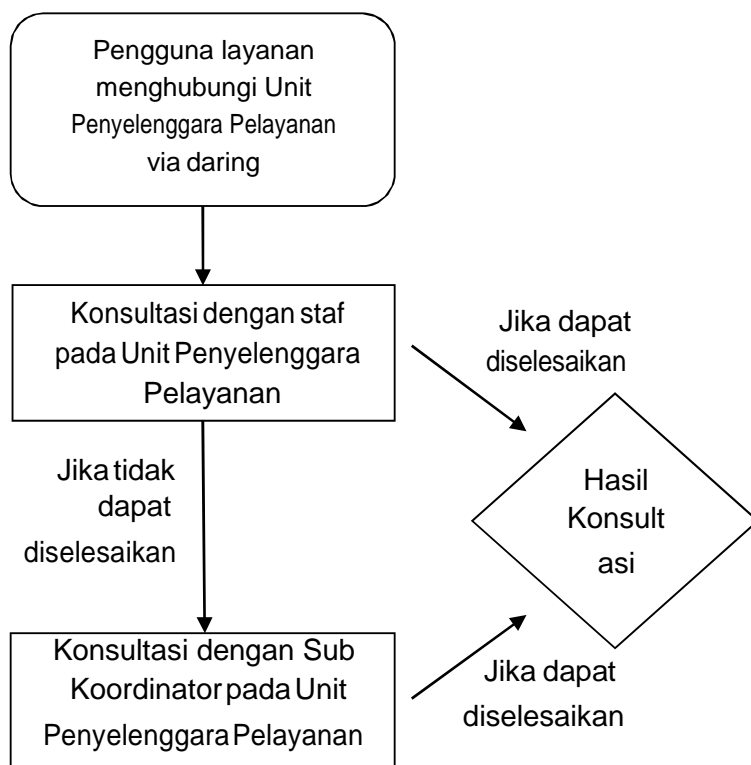 Pengguna layanan
menghubungi Unit
Penyelenggara Pelayanan
via daring
Konsultasi dengan staf
pada Unit Penyelenggara
Pelayanan
Jika dapat
diselesaikan
Jika tidak
dapat
diselesaikan
Hasil
Konsult
asi
Konsultasi dengan Sub
Koordinator pada Unit
Penyelenggara Pelayanan
Jika dapat
diselesaikan